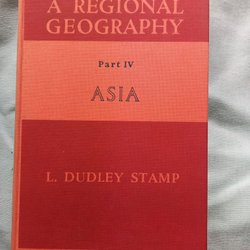 A REGIONAL
GEOGRAPHY
Part IV
ASIA
L. DUDLEY STAMP